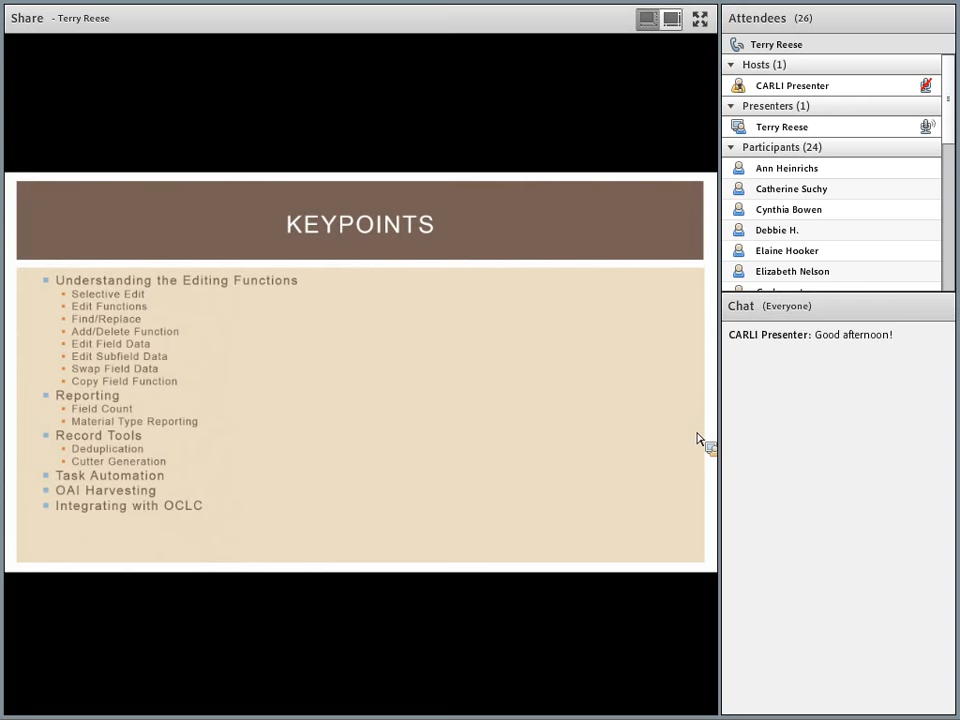 Share - Terry Reese
KEYPOINTS
Understanding the Editing Functions
Selective Edit
Edit Functions
Find/Replace
Add/Delete Function
Edit Field Data
Edit Subfield Data
Swap Field Data
Copy Field Function
Reporting
Field Count
Material Type Reporting
Record Tools
Deduplication
Cutter Generation
Task Automation
OAI Harvesting
Integrating with OCLC
Attendees (26)
Terry Reese
Hosts (1)
CARLI Presenter
Presenters (1)
Terry Reese
Participants (24)
Ann Heinrichs
Catherine Suchy
Cynthia Bowen
Debbie H.
Elaine Hooker
Elizabeth Nelson
Chat (Everyone)
CARLI Presenter: Good afternoon!